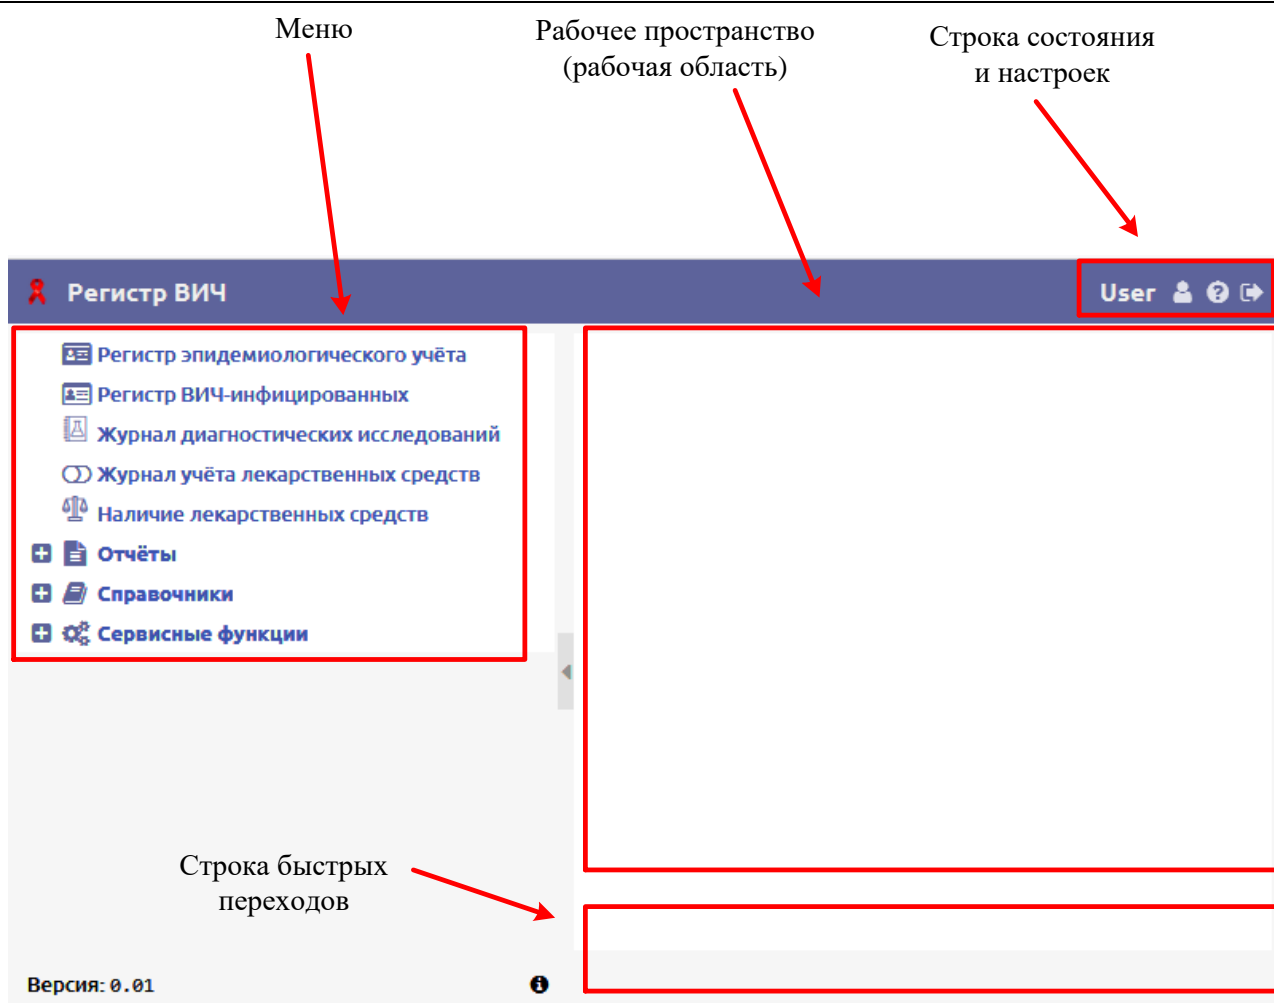 Меню
Рабочее пространство
(рабочая область)
Строка состояния
и настроек
Регистр ВИЧ
User
Регистр эпидемиологического учёта
Регистр ВИЧ-инфицированных
Журнал диагностических исследований
Журнал учёта лекарственных средств
Наличие лекарственных средств
Отчёты
Справочники
Сервисные функции
Строка быстрых
переходов
Версия: 0.01